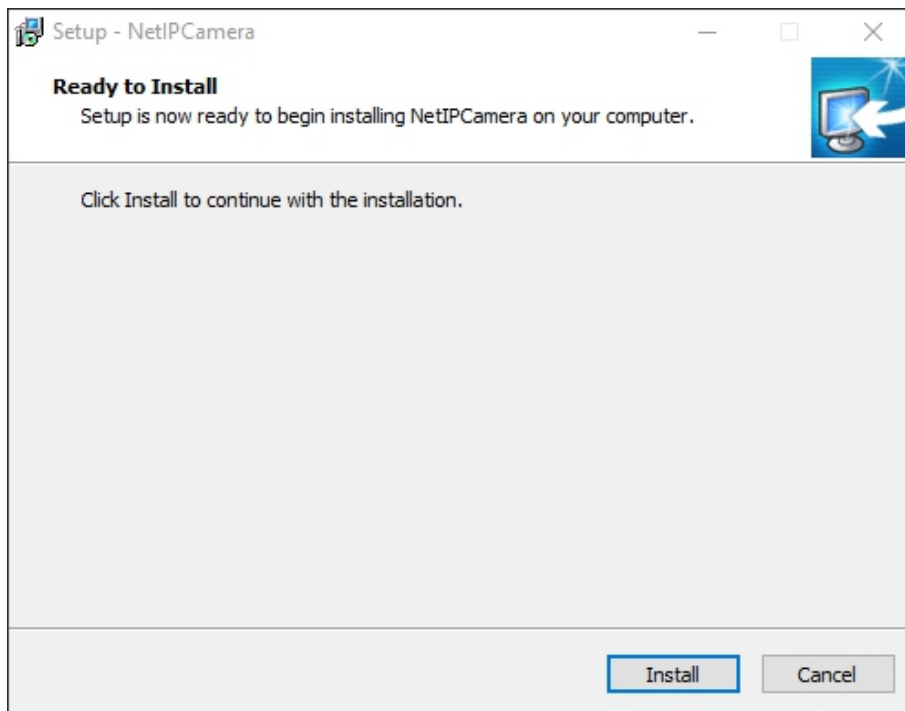 Setup - NetIPCamera
Ready to Install
Setup is now ready to begin installing NetIPCamera on your computer.
Click Install to continue with the installation.
Install
Cancel